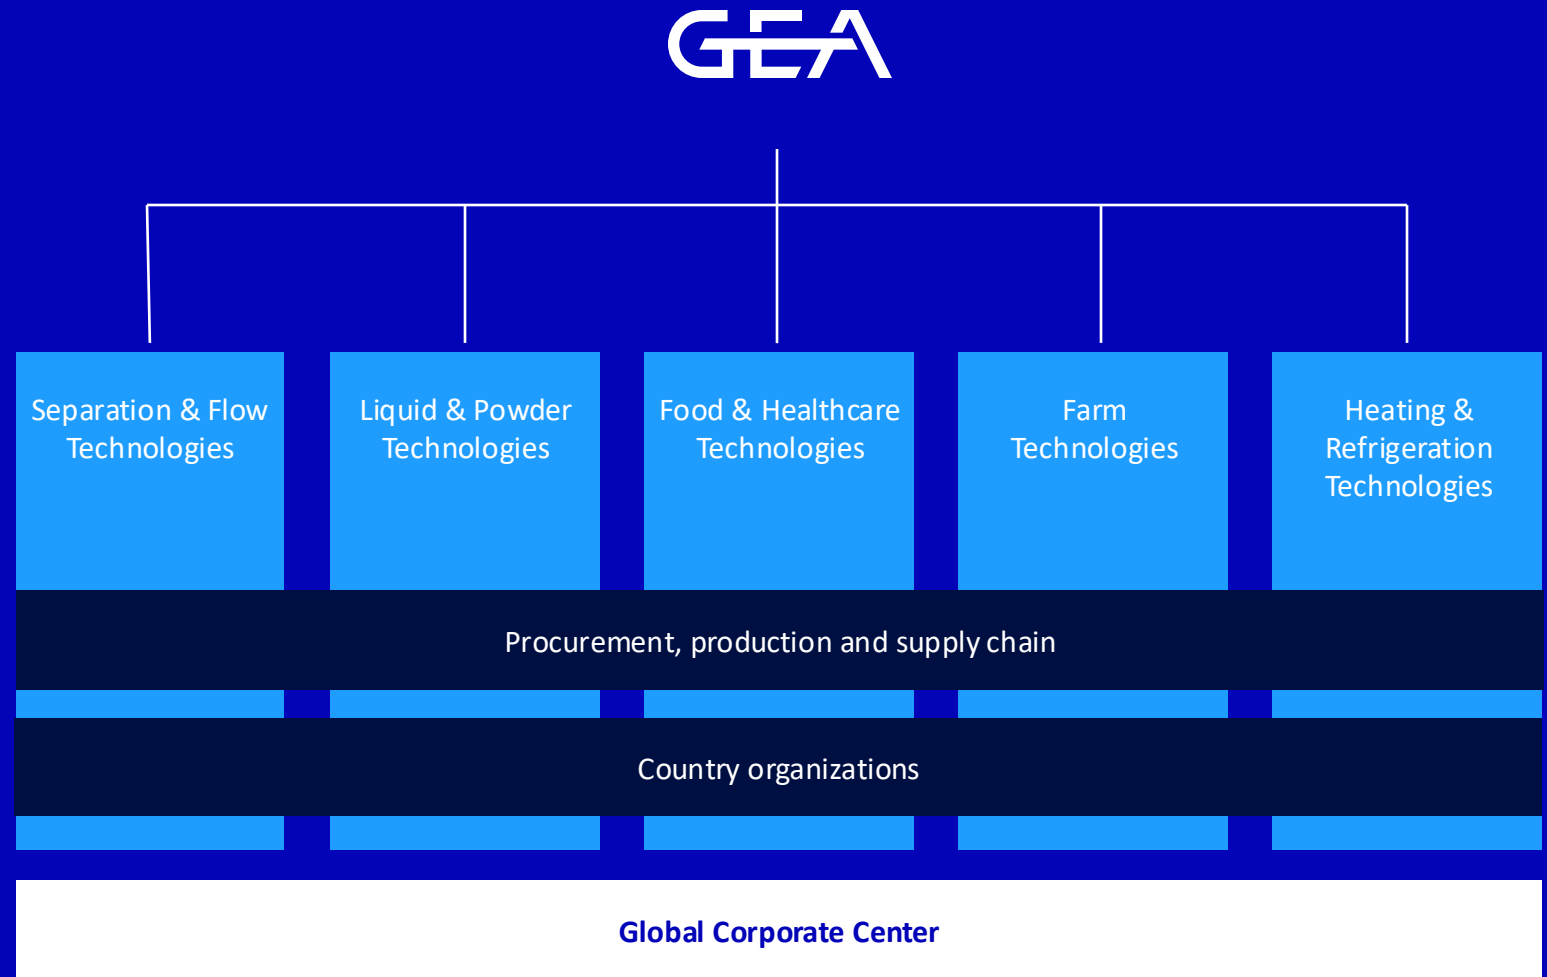 GEA
Separation & Flow
Technologies
Liquid & Powder
Technologies
Food & Healthcare
Technologies
Farm
Technologies
Heating &
Refrigeration
Technologies
Procurement, production and supply chain
Country organizations
Global Corporate Center